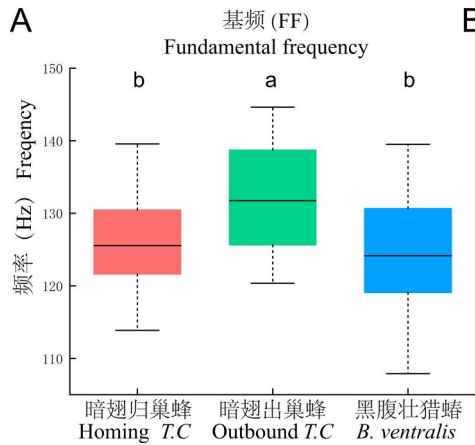 A
B
基频 (FF)
Fundamental frequency
b
a
b
频率 (Hz) Freqency
150
140
130
120
110
暗翅归巢蜂
暗翅出巢蜂
黑腹壮猎蝽
Homing T.C
Outbound T.C
B. ventralis